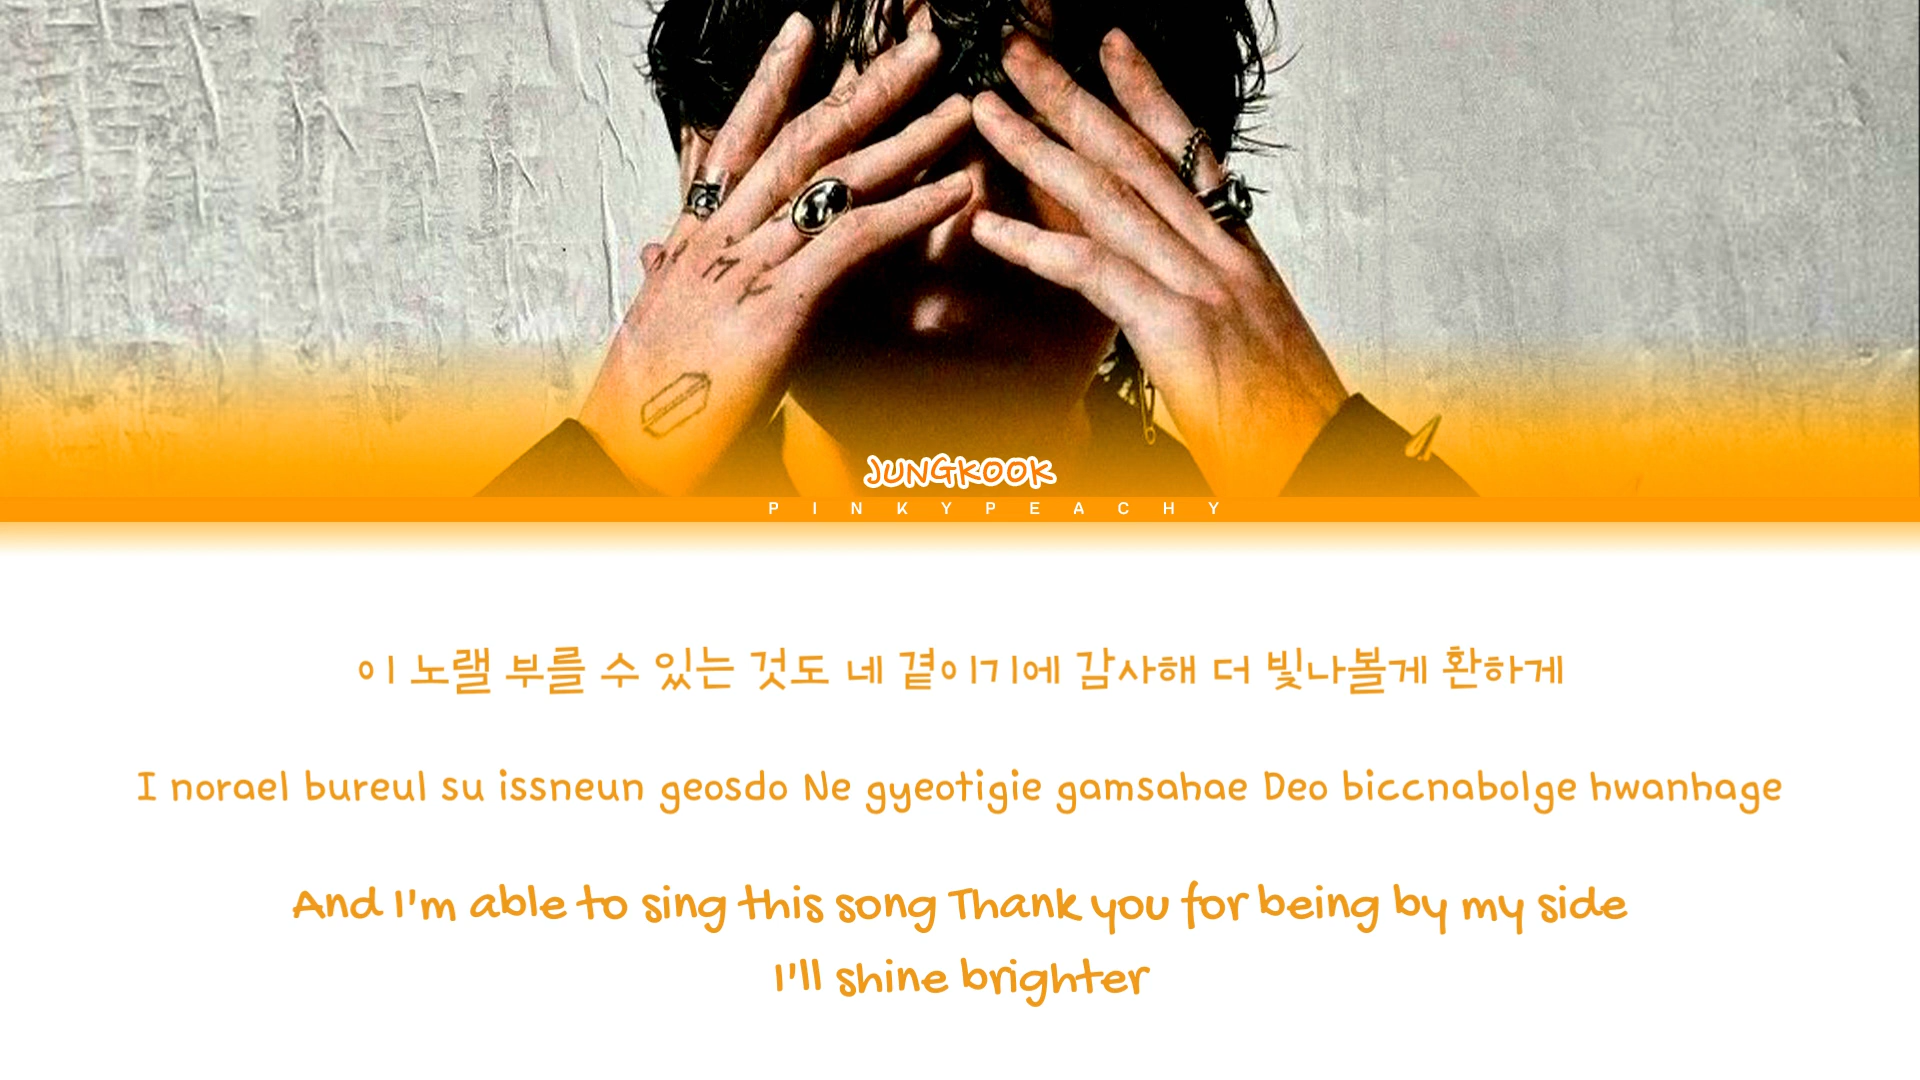 JUNGKOOK
PINKYPEACHY
이 노랠 부를 수 있는 것도 네 곁이기에 감사해 더 빛나볼게 환하게
I norael bureul su issneun geosdo Ne gyeotigie gamsahae Deo biccnabolge hwanhage
And I'm able to sing this song Thank you for being by my side
I'll shine brighter